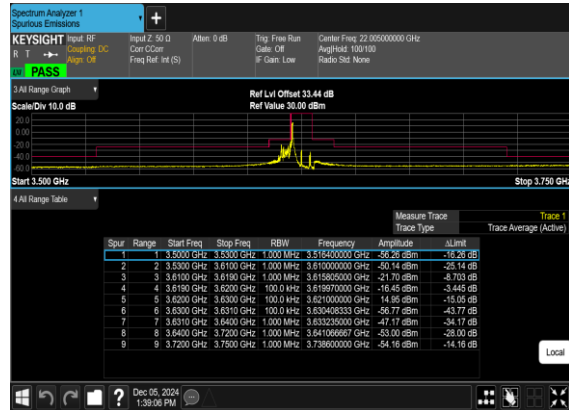 Spectrum Analyzer 1
Spurious Emissions
KEYSIGHT Input: RF Input Z: 50 Ω Atten: 0 dB Trig: Free Run Center Freq: 22.005000000 GHz
R T Coupling: DC Corr CCorr Gate: Off Avg|Hold: 100/100
Align: Off Freq Ref: Int (S) IF Gain: Low Radio Std: None
PASS
3 All Range Graph
Ref Lvl Offset 33.44 dB
Scale/Div 10.0 dB Ref Value 30.00 dBm
20.0
0.00
-20.0
-40.0
-60.0
Start 3.500 GHz Stop 3.750 GHz
4 All Range Table
Measure Trace Trace 1
Trace Type Trace Average (Active)
Spur Range Start Freq Stop Freq RBW Frequency Amplitude ΔLimit
1 1 3.5000 GHz 3.5300 GHz 1.000 MHz 3.516400000 GHz -56.26 dBm -16.26 dB
2 2 3.5300 GHz 3.6100 GHz 1.000 MHz 3.610000000 GHz -50.14 dBm -25.14 dB
3 3 3.6100 GHz 3.6190 GHz 1.000 MHz 3.615805000 GHz -21.70 dBm -8.703 dB
4 4 3.6190 GHz 3.6200 GHz 100.0 kHz 3.619970000 GHz -16.45 dBm -3.445 dB
5 5 3.6200 GHz 3.6300 GHz 100.0 kHz 3.621000000 GHz 14.95 dBm -15.05 dB
6 6 3.6300 GHz 3.6310 GHz 100.0 kHz 3.630408333 GHz -56.77 dBm -43.77 dB
7 7 3.6310 GHz 3.6400 GHz 1.000 MHz 3.633235000 GHz -47.17 dBm -34.17 dB
8 8 3.6400 GHz 3.7200 GHz 1.000 MHz 3.641066667 GHz -53.00 dBm -28.00 dB
9 9 3.7200 GHz 3.7500 GHz 1.000 MHz 3.738600000 GHz -54.16 dBm -14.16 dB
Local
Dec 05, 2024
1:39:06 PM